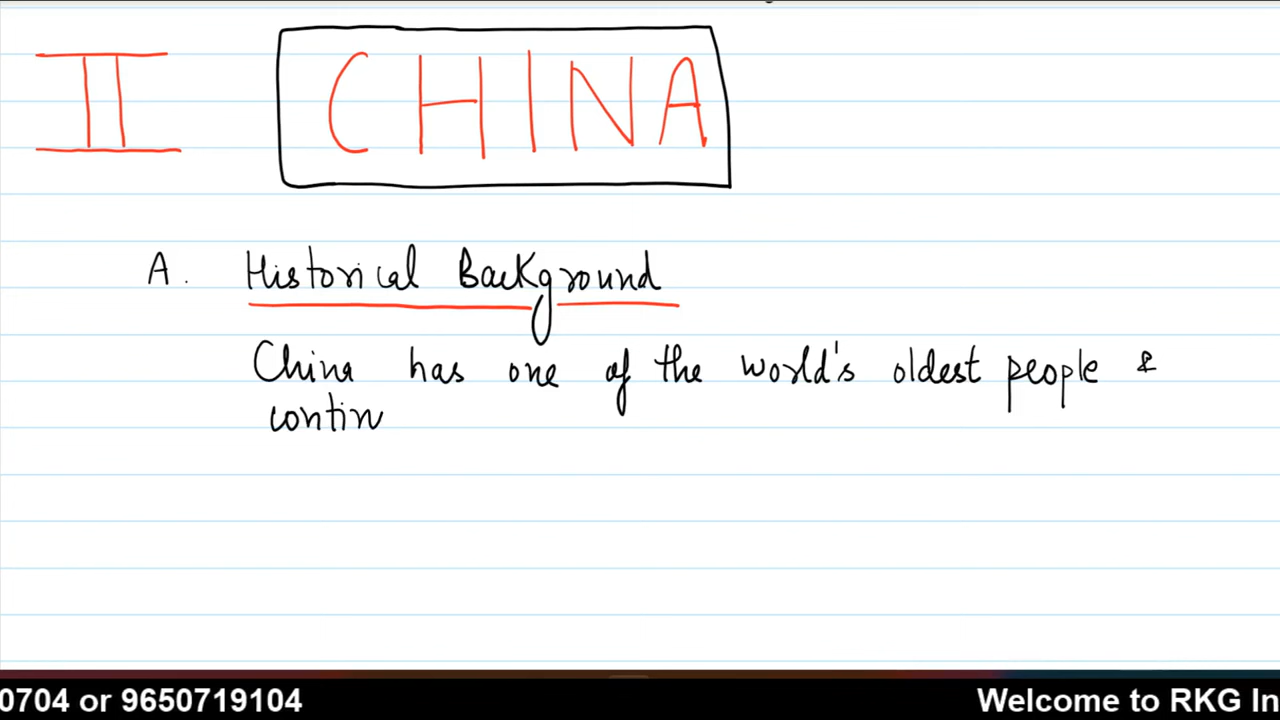 II CHINA
A. Historical Background
China has one of the world's oldest people &
contin
0704 or 9650719104 Welcome to RKG In